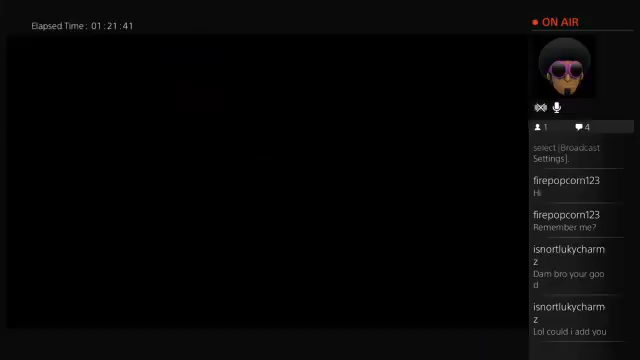 Elapsed Time: 01:21:41
ON AIR
1
4
select [Broadcast
Settings].
firepopcorn123
Hi
firepopcorn123
Remember me?
isnortlukycharm
z
Dam bro your goo
d
isnortlukycharm
z
Lol could i add you